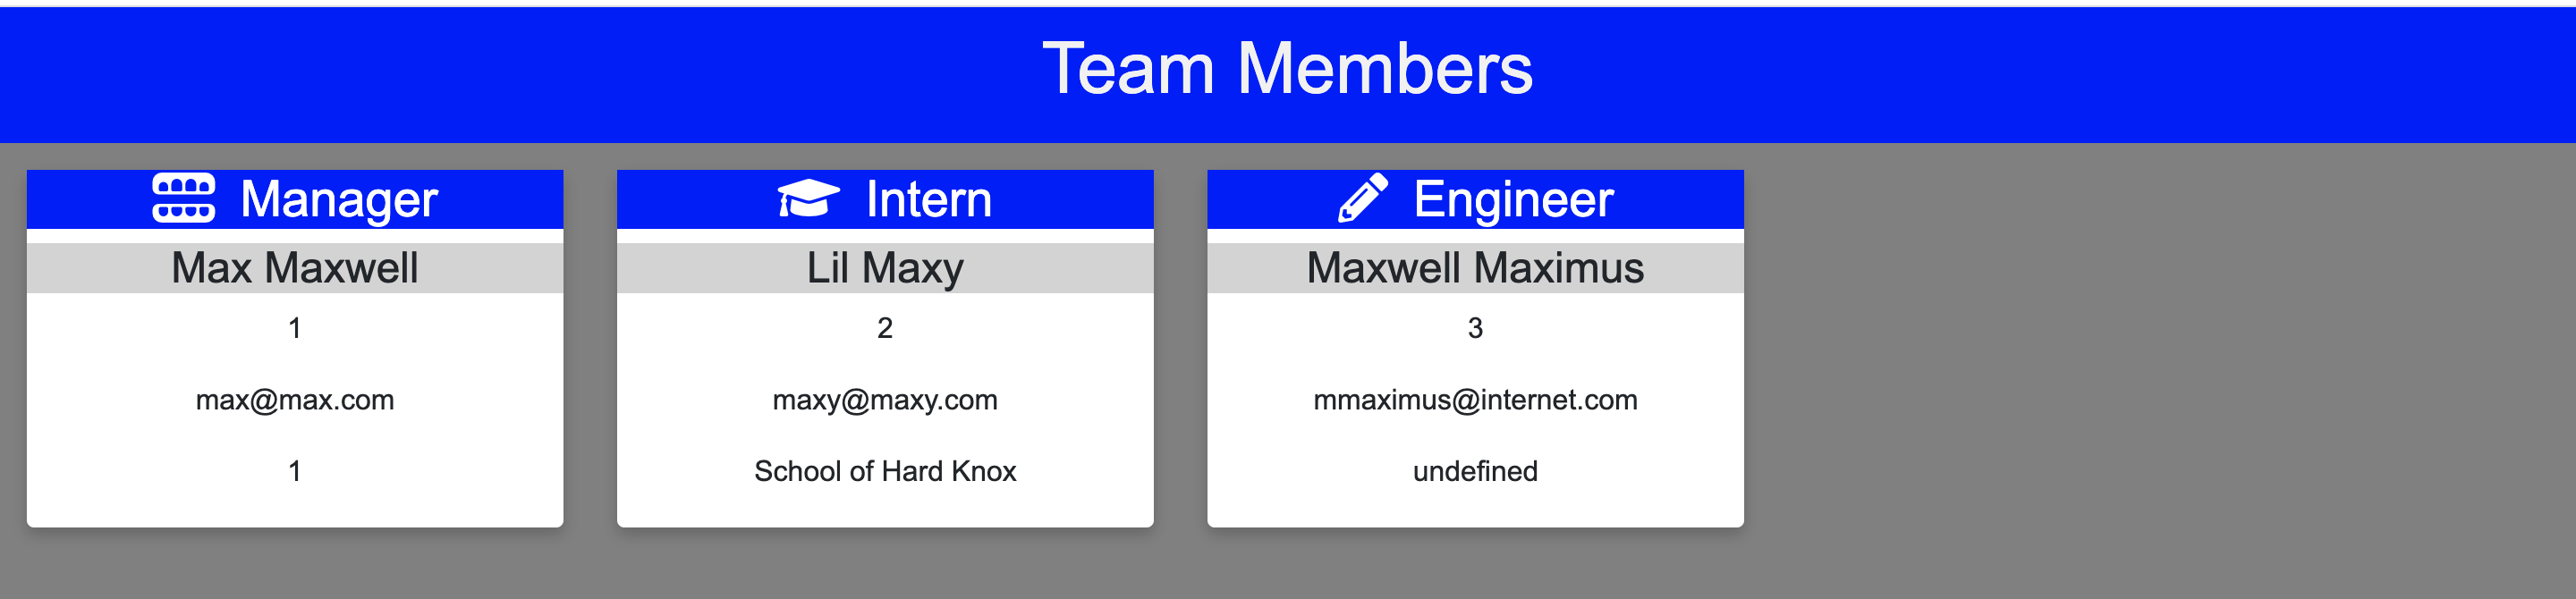 Team Members
Manager
Max Maxwell
1
max@max.com
1
Intern
Lil Maxy
2
maxy@maxy.com
School of Hard Knox
Engineer
Maxwell Maximus
3
mmaximus@internet.com
undefined